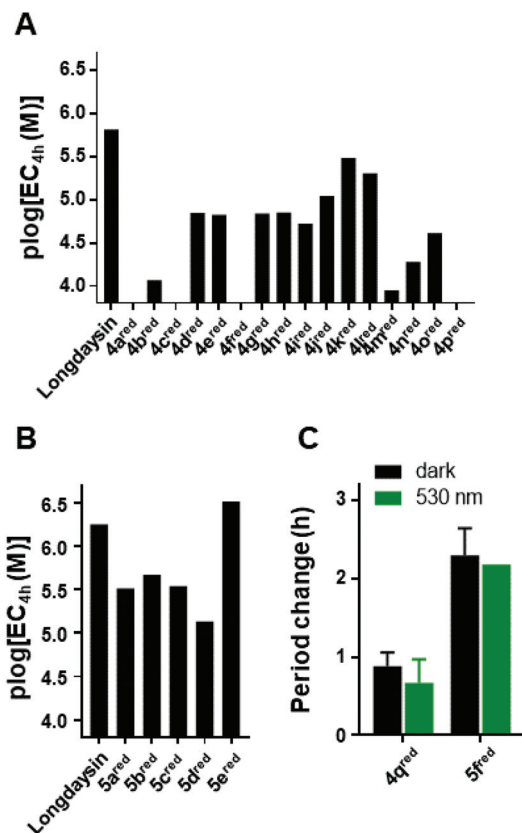 A
plog[EC4h (M)]
6.5
6.0
5.5
5.0
4.5
4.0
Longdaysin
4ared
4bred
4cred
4dred
4ered
4fred
4gred
4hred
4ired
4jred
4kred
4lred
4mred
4nred
4ored
4pred
B
plog[EC4h (M)]
6.5
6.0
5.5
5.0
4.5
4.0
Longdaysin
5ared
5bred
5cred
5dred
5ered
C
dark
530 nm
Period change (h)
3
2
1
0
4qred
5fred